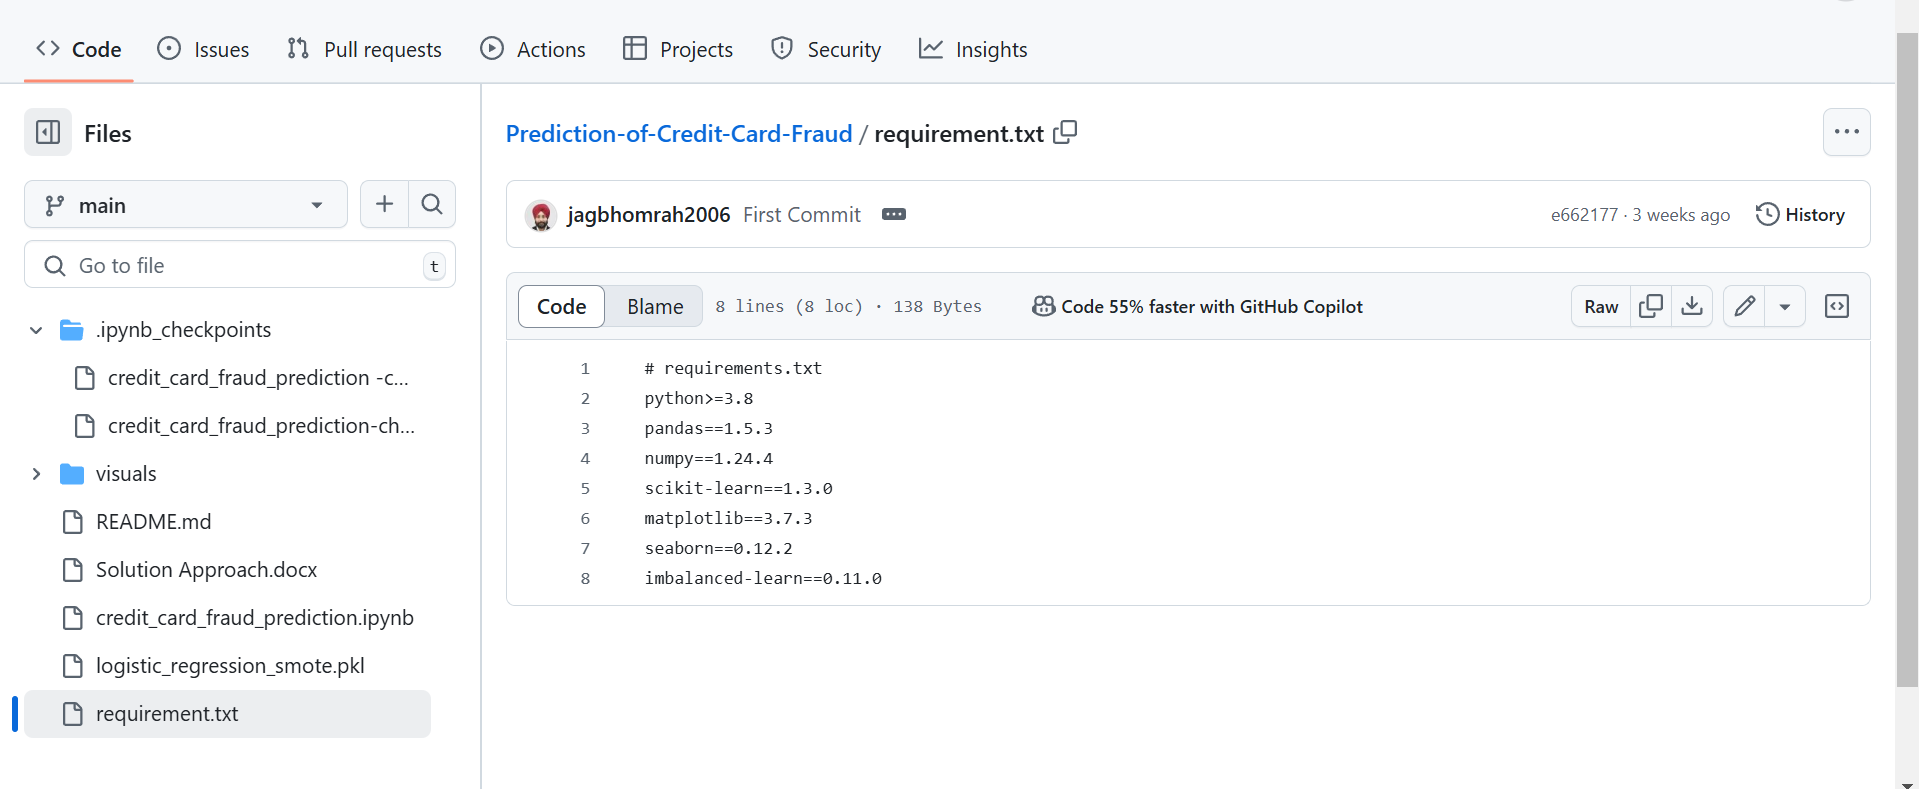 Code Issues Pull requests Actions Projects Security Insights
Files
main
Go to file t
.ipynb_checkpoints
credit_card_fraud_prediction -c...
credit_card_fraud_prediction-ch...
visuals
README.md
Solution Approach.docx
credit_card_fraud_prediction.ipynb
logistic_regression_smote.pkl
requirement.txt
Prediction-of-Credit-Card-Fraud / requirement.txt
jagbhomrah2006 First Commit e662177 · 3 weeks ago History
Code Blame 8 lines (8 loc) · 138 Bytes Code 55% faster with GitHub Copilot Raw
1 # requirements.txt
2 python>=3.8
3 pandas==1.5.3
4 numpy==1.24.4
5 scikit-learn==1.3.0
6 matplotlib==3.7.3
7 seaborn==0.12.2
8 imbalanced-learn==0.11.0